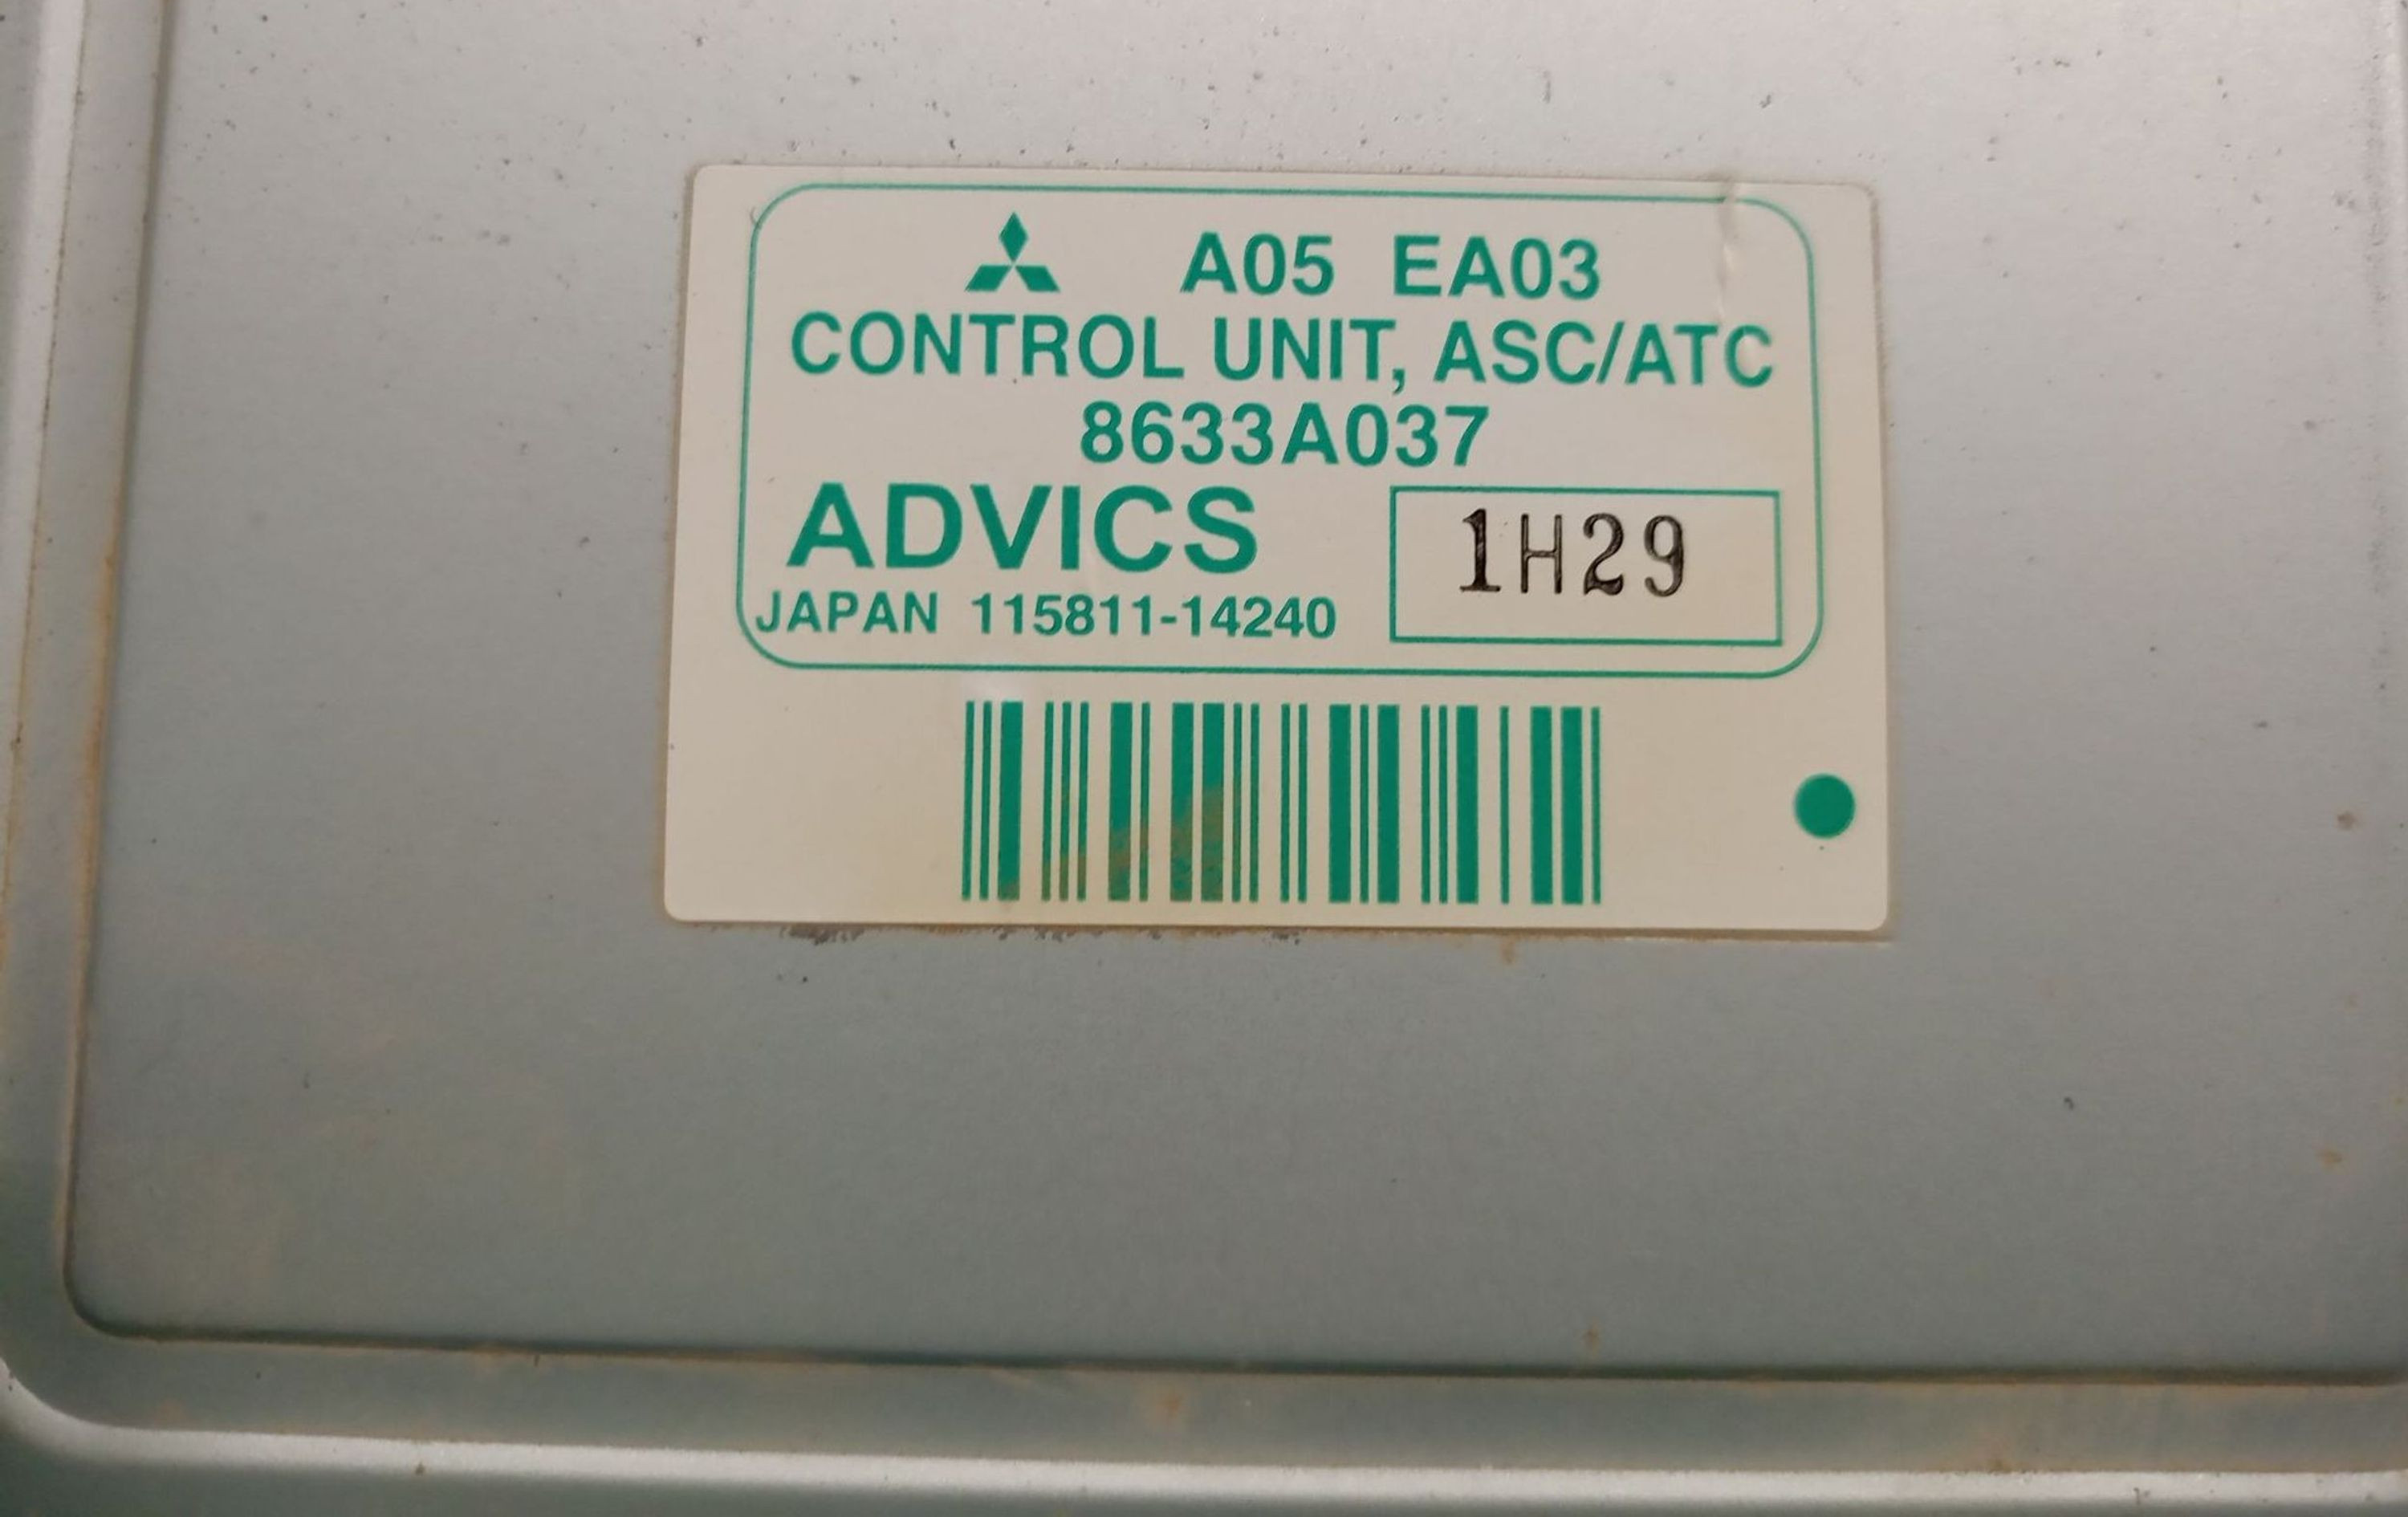 A05 EA03
CONTROL UNIT, ASC/ATC
8633A037
ADVICS
1H29
JAPAN 115811-14240